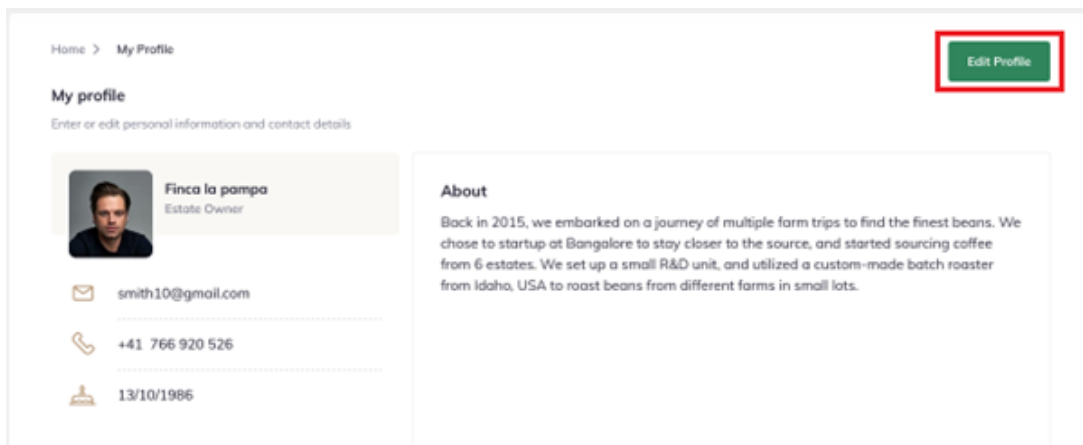 Home > My Profile
Edit Profile
My profile
Enter or edit personal information and contact details
Finca la pampa
Estate Owner
smith10@gmail.com
+41 766 920 526
13/10/1986
About
Back in 2015, we embarked on a journey of multiple farm trips to find the finest beans. We
chose to startup at Bangalore to stay closer to the source, and started sourcing coffee
from 6 estates. We set up a small R&D unit, and utilized a custom-made batch roaster
from Idaho, USA to roast beans from different farms in small lots.